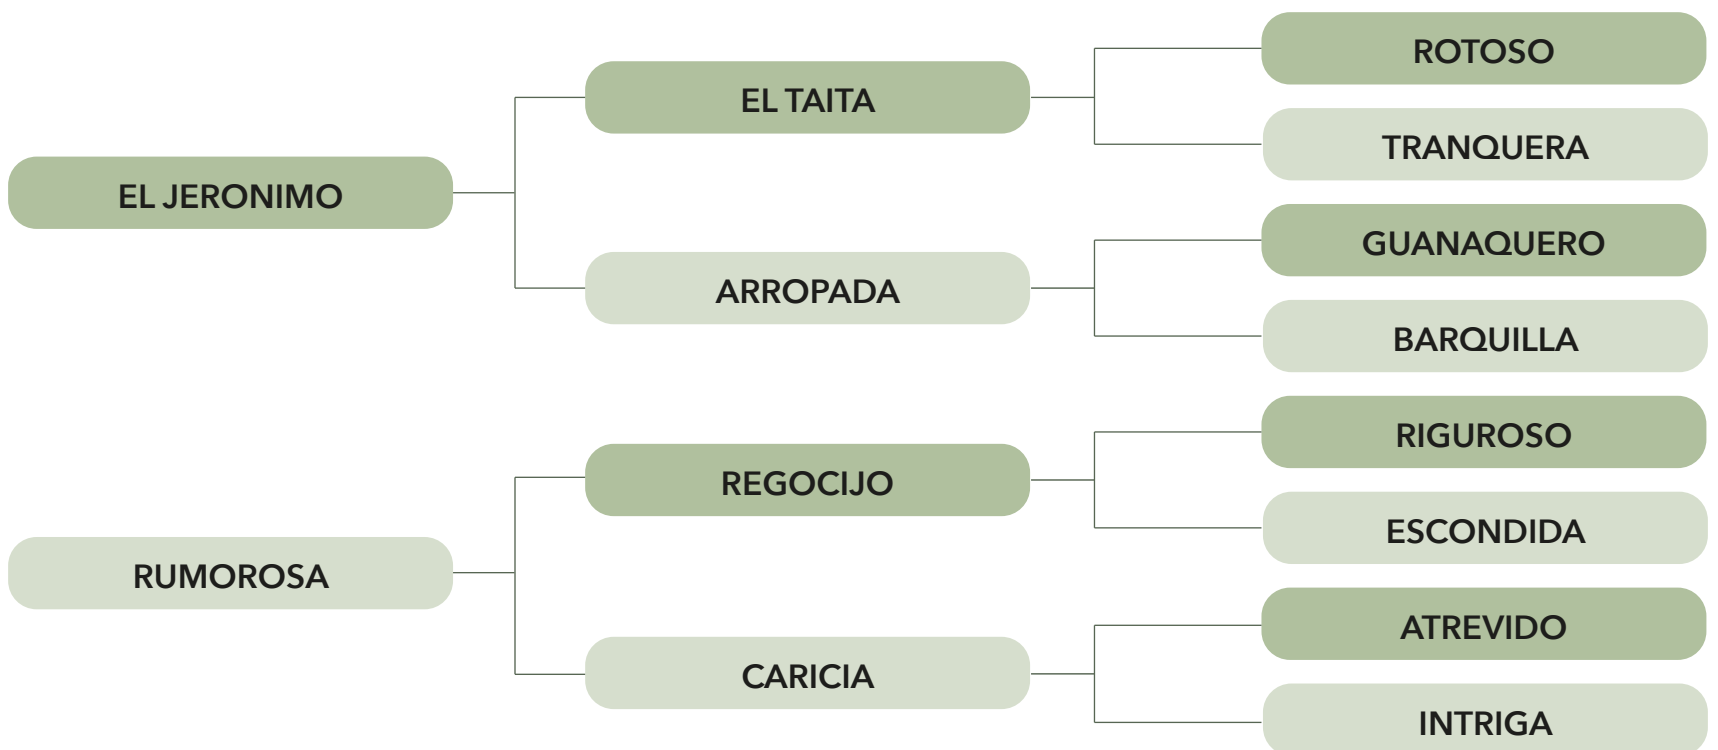 ROTOSO
EL TAITA
TRANQUERA
EL JERONIMO
GUANAQUERO
ARROPADA
BARQUILLA
RIGUROSO
REGOCIJO
ESCONDIDA
RUMOROSA
ATREVIDO
CARICIA
INTRIGA